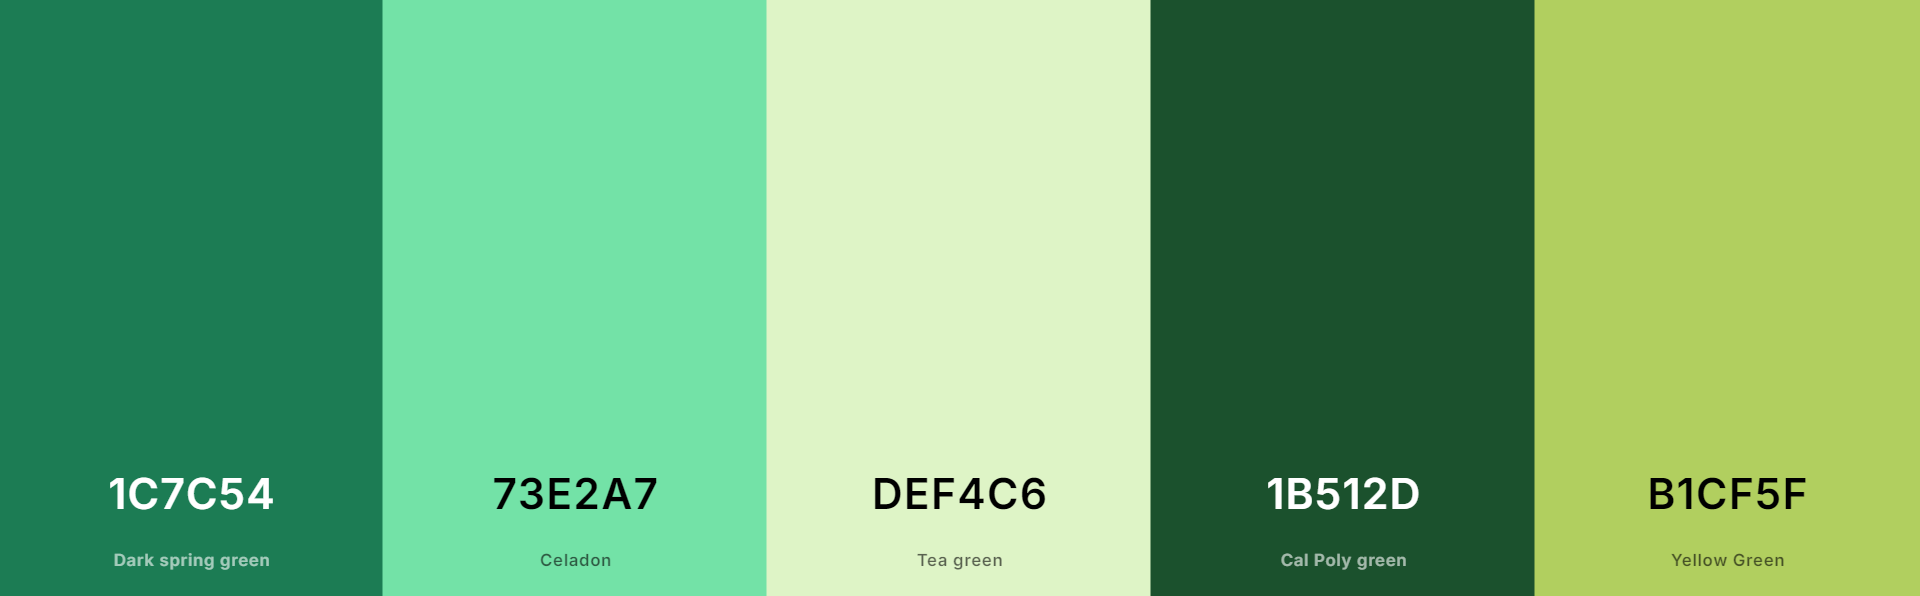 1C7C54
Dark spring green
73E2A7
Celadon
DEF4C6
Tea green
1B512D
Cal Poly green
B1CF5F
Yellow Green